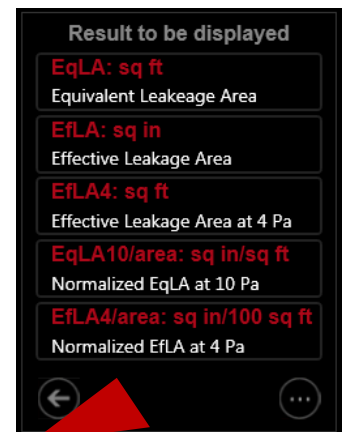 Result to be displayed
EqLA: sq ft
Equivalent Leakeage Area
EfLA: sq in
Effective Leakage Area
EfLA4: sq ft
Effective Leakage Area at 4 Pa
EqLA10/area: sq in/sq ft
Normalized EqLA at 10 Pa
EfLA4/area: sq in/100 sq ft
Normalized EfLA at 4 Pa